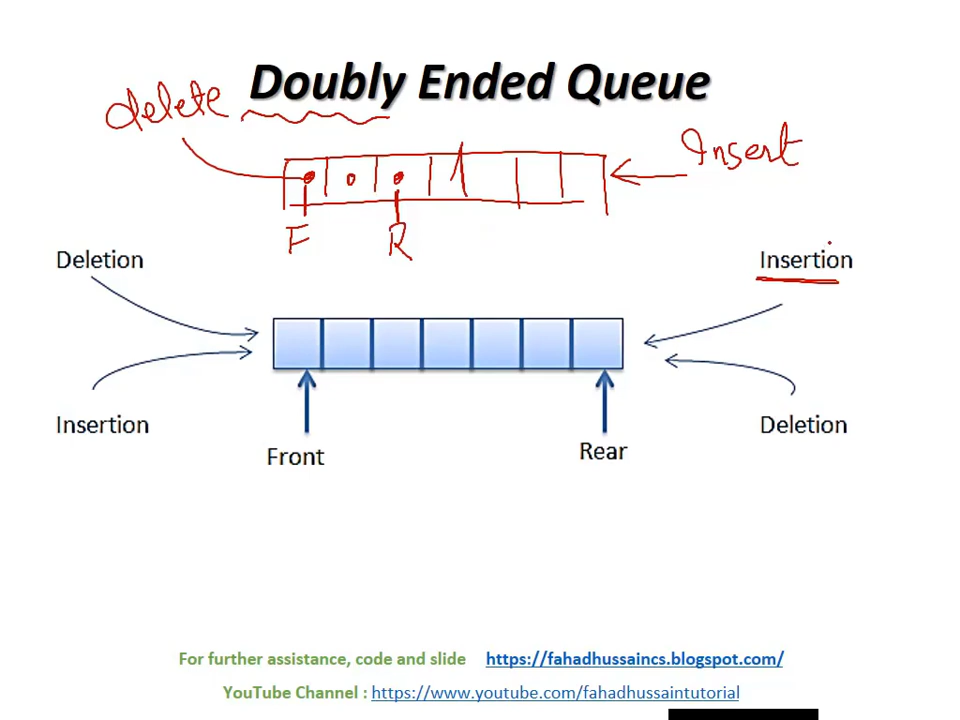 Doubly Ended Queue
delete
Insert
F
R
Deletion
Insertion
Insertion
Deletion
Front
Rear
For further assistance, code and slide https://fahadhussaincs.blogspot.com/
YouTube Channel : https://www.youtube.com/fahadhussaintutorial